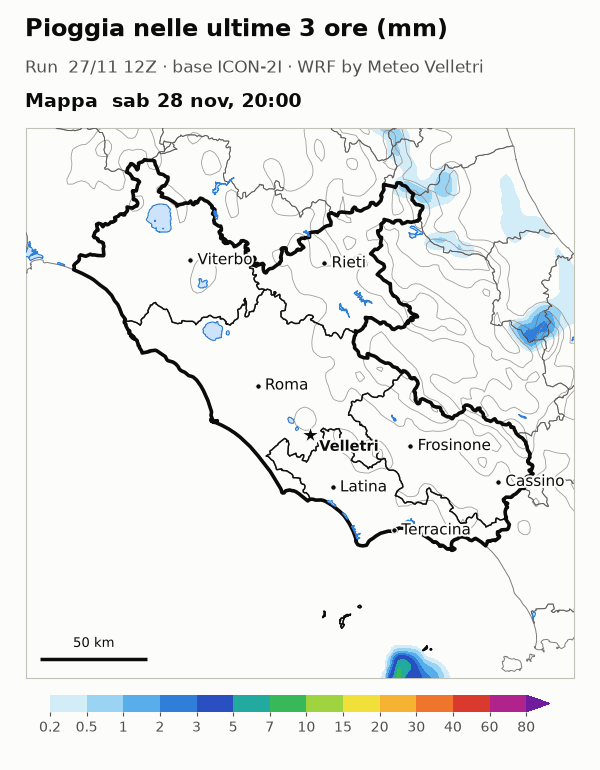 Pioggia nelle ultime 3 ore (mm)
Run  27/11 12Z · base ICON-2I · WRF by Meteo Velletri
Mappa  sab 28 nov, 20:00
Viterbo
Rieti
Roma
Velletri
Frosinone
Latina
Cassino
Terracina
50 km
0.2 0.5 1 2 3 5 7 10 15 20 30 40 60 80